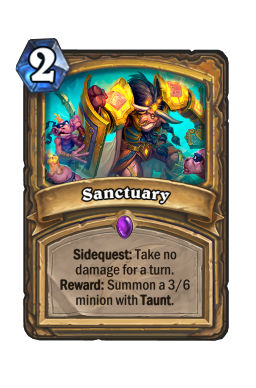 2
Sanctuary
Sidequest: Take no
damage for a turn.
Reward: Summon a 3/6
minion with Taunt.